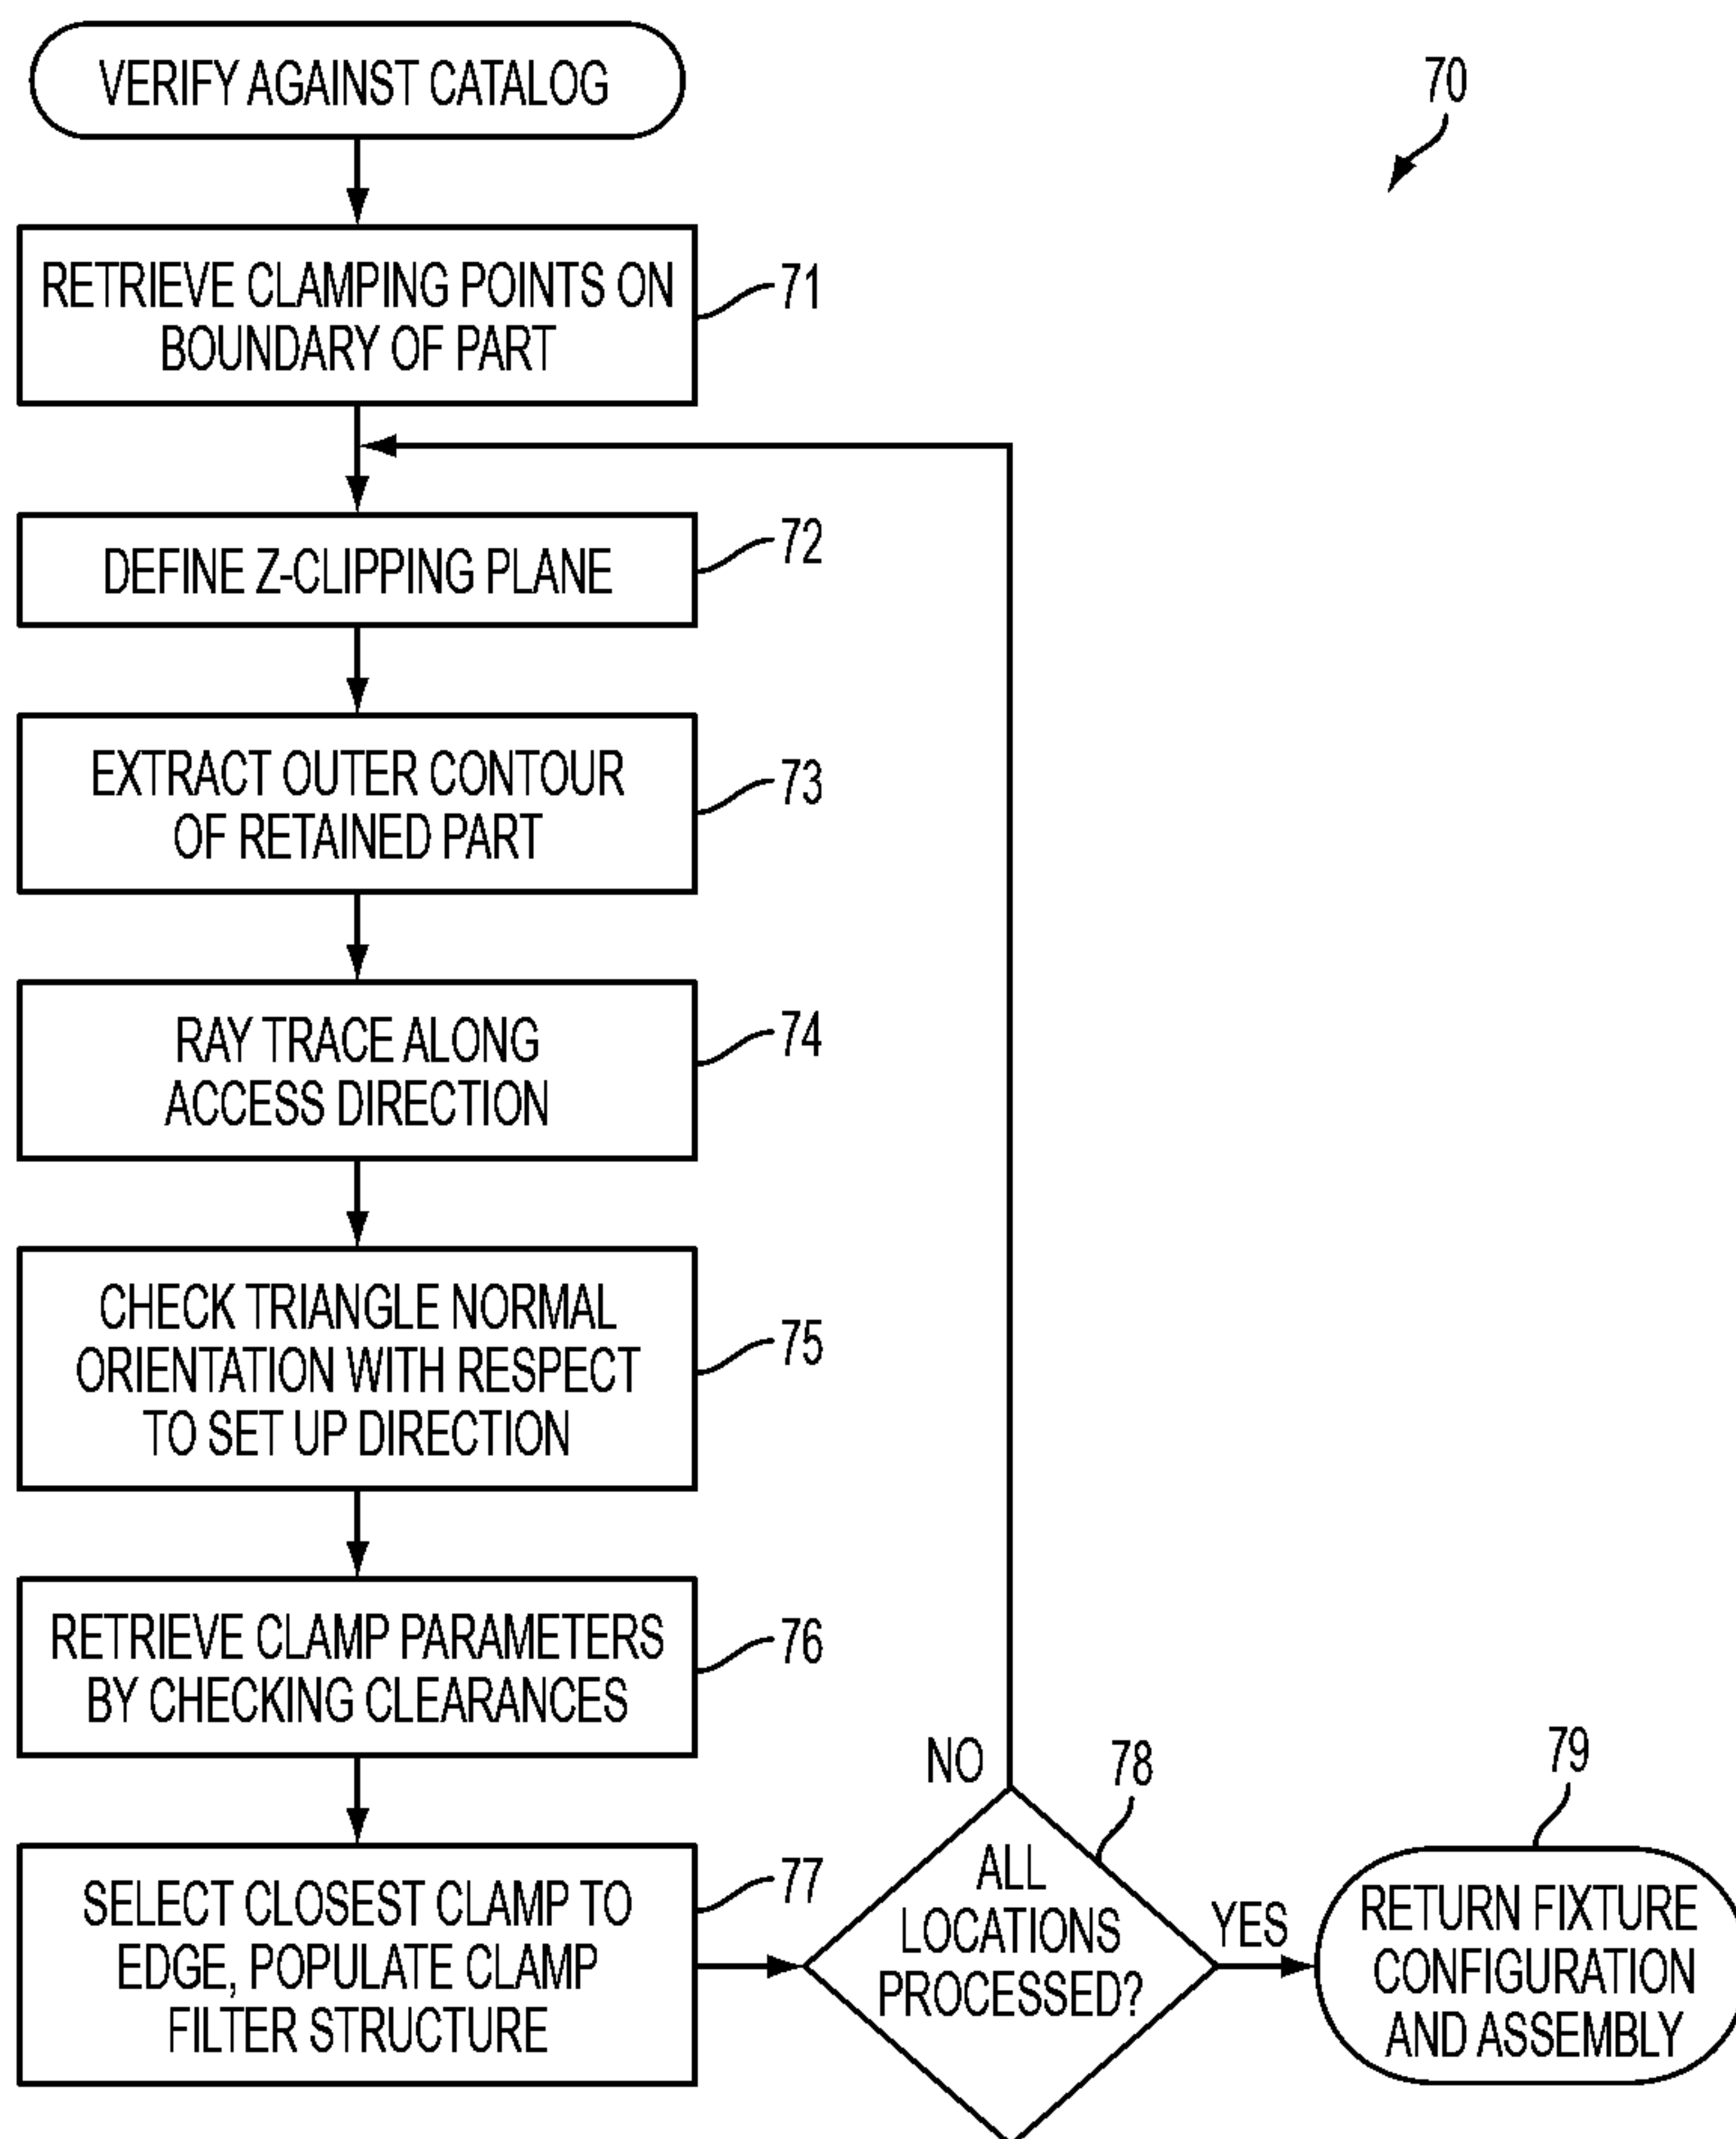 VERIFY AGAINST CATALOG
70
RETRIEVE CLAMPING POINTS ON
BOUNDARY OF PART
71
DEFINE Z-CLIPPING PLANE
72
EXTRACT OUTER CONTOUR
OF RETAINED PART
73
RAY TRACE ALONG
ACCESS DIRECTION
74
CHECK TRIANGLE NORMAL
ORIENTATION WITH RESPECT
TO SET UP DIRECTION
75
RETRIEVE CLAMP PARAMETERS
BY CHECKING CLEARANCES
76
SELECT CLOSEST CLAMP TO
EDGE, POPULATE CLAMP
FILTER STRUCTURE
77
NO
78
ALL
LOCATIONS
PROCESSED?
YES
79
RETURN FIXTURE
CONFIGURATION
AND ASSEMBLY